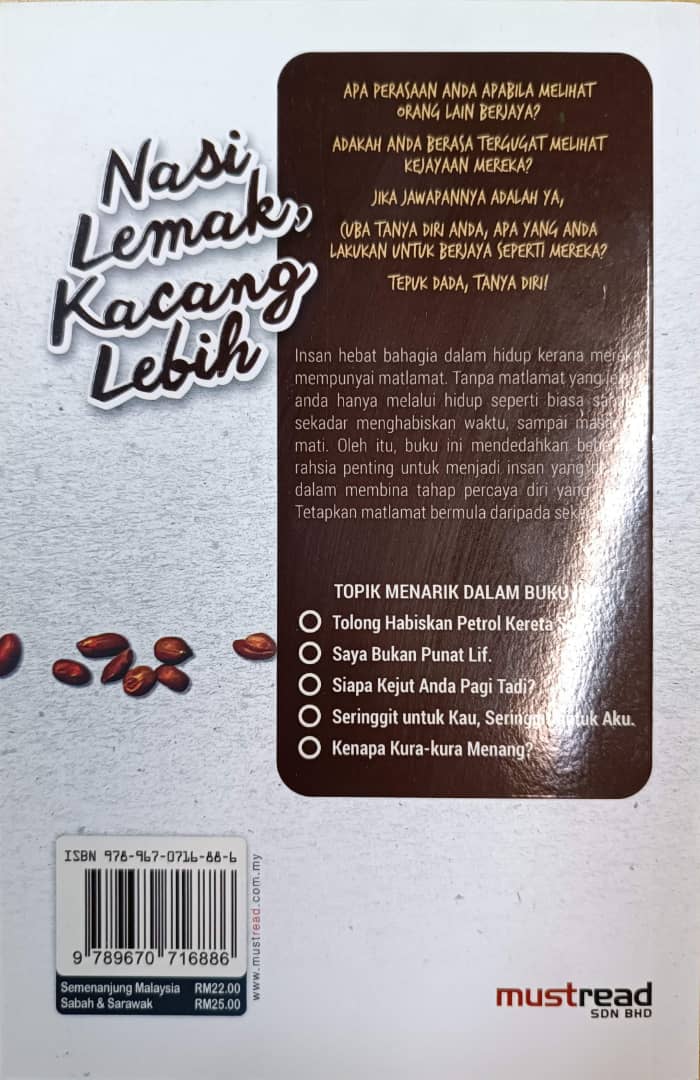 Nasi
Lemak,
Kacang
Lebih
APA PERASAAN ANDA APABILA MELIHAT
ORANG LAIN BERJAYA?
ADAKAH ANDA BERASA TERGUGAT MELIHAT
KEJAYAAN MEREKA?
JIKA JAWAPANNYA ADALAH YA,
CUBA TANYA DIRI ANDA, APA YANG ANDA
LAKUKAN UNTUK BERJAYA SEPERTI MEREKA?
TEPUK DADA, TANYA DIRI!
Insan hebat bahagia dalam hidup kerana mereka
mempunyai matlamat. Tanpa matlamat yang
anda hanya melalui hidup seperti biasa
sekadar menghabiskan waktu, sampai
mati. Oleh itu, buku ini mendedahkan
rahsia penting untuk menjadi insan yang
dalam membina tahap percaya diri yang
Tetapkan matlamat bermula daripada
TOPIK MENARIK DALAM BUKU
Tolong Habiskan Petrol Kereta
Saya Bukan Punat Lif.
Siapa Kejut Anda Pagi Tadi?
Seringgit untuk Kau, Seringgit untuk Aku.
Kenapa Kura-kura Menang?
ISBN 978-967-0716-88-6
9 789670 716886
Semenanjung Malaysia RM22.00
Sabah & Sarawak RM25.00
www.mustread.com.my
mustread
SDN BHD